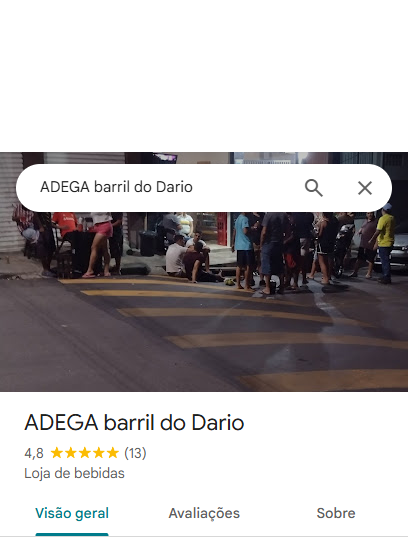 ADEGA barril do Dario
ADEGA barril do Dario
4,8 (13)
Loja de bebidas
Visão geral Avaliações Sobre